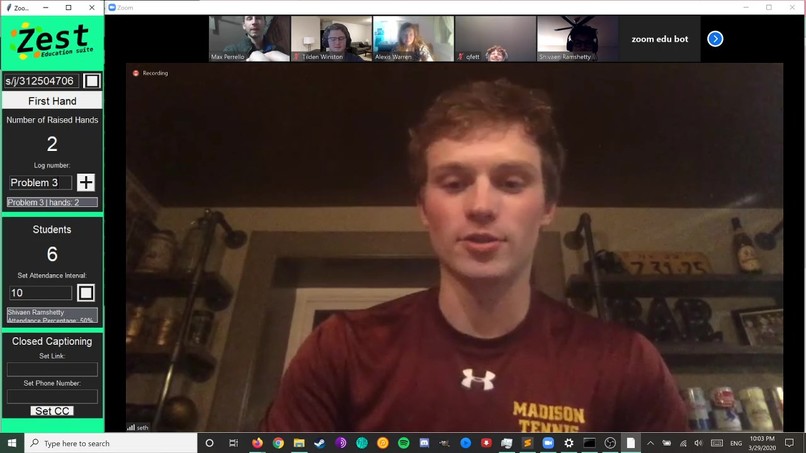 Zoo...
Zest
Education suite
s/j/312504706
First Hand
Number of Raised Hands
2
Log number:
Problem 3
Problem 3 | hands: 2
Students
6
Set Attendance Interval:
10
Shivaen Ramshetty
Attendance Percentage: 50%
Closed Captioning
Set Link:
Set Phone Number:
Set CC
Zoom
Max Perrello
Tilden Winston
Alexis Warren
qfett
Shivaen Ramshetty
zoom edu bot
Recording
MADISON
TENNIS
seth
Type here to search
ENG
10:03 PM
3/29/2020